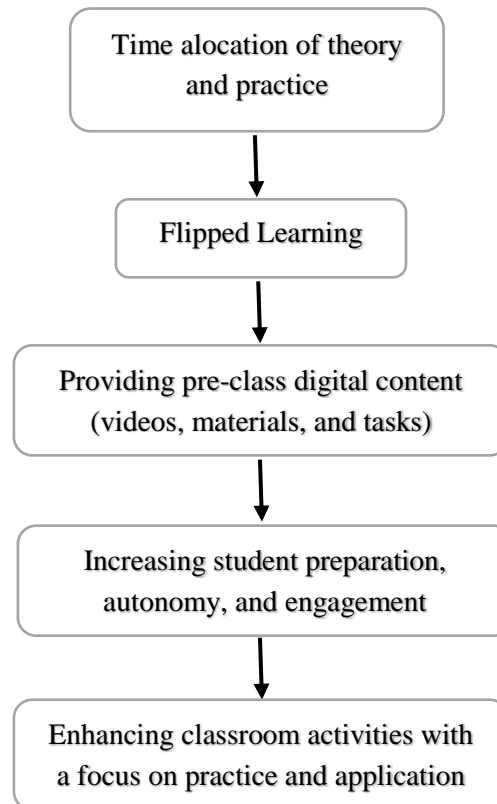 Time alocation of theory
and practice
Flipped Learning
Providing pre-class digital content
(videos, materials, and tasks)
Increasing student preparation,
autonomy, and engagement
Enhancing classroom activities with
a focus on practice and application